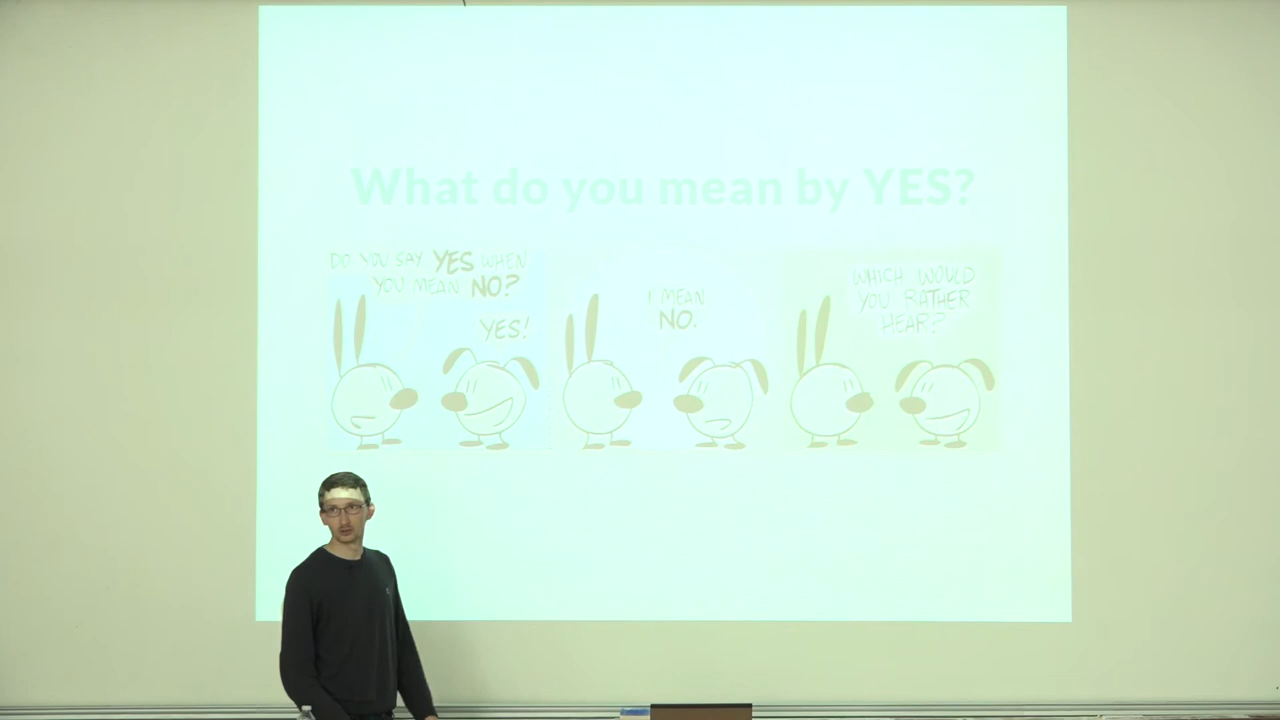 What do you mean by YES?
DO YOU SAY YES WHEN
YOU MEAN NO?
YES!
I MEAN
NO.
WHICH WOULD
YOU RATHER
HEAR?